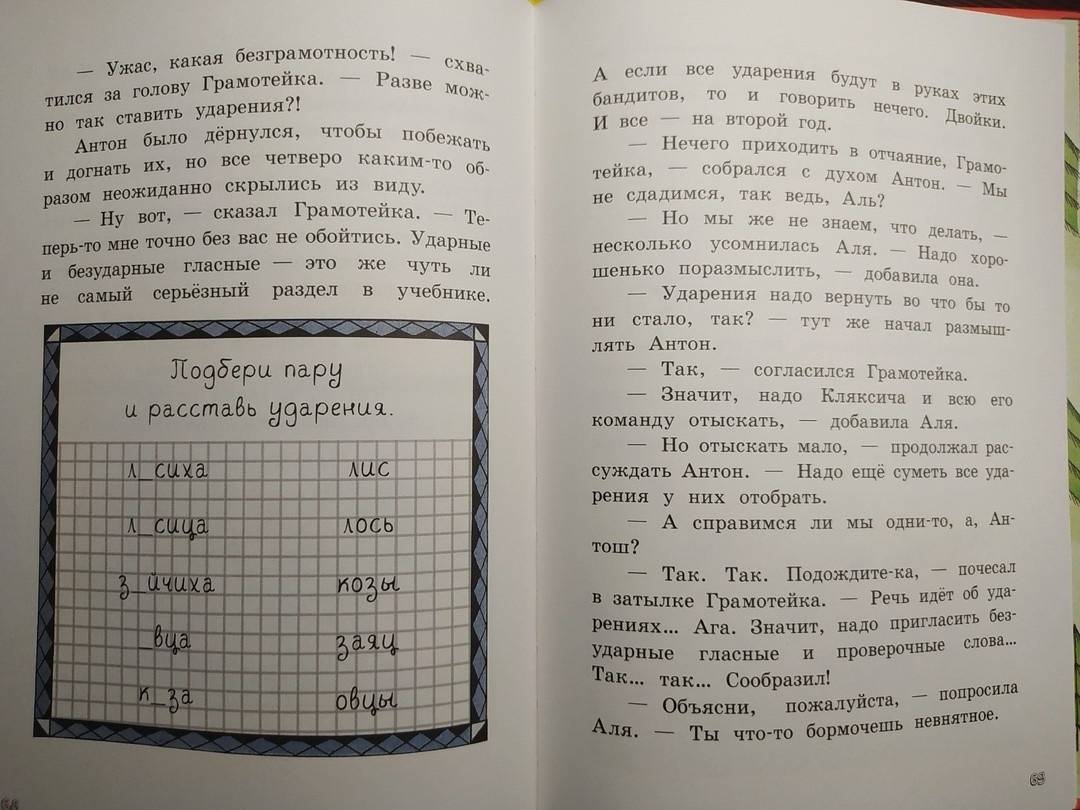 — Ужас, какая безграмотность! — схва-
тился за голову Грамотейка. — Разве мож-
но так ставить ударения?!
Антон было дёрнулся, чтобы побежать
и догнать их, но все четверо каким-то об-
разом неожиданно скрылись из виду.
— Ну вот, — сказал Грамотейка. — Те-
перь-то мне точно без вас не обойтись. Ударные
и безударные гласные — это же чуть ли
не самый серьёзный раздел в учебнике.
Подбери пару
и расставь ударения.
л_сиха лис
л_сица лось
з_йчиха козы
_вца заяц
к_за овцы
68
А если все ударения будут в руках этих
бандитов, то и говорить нечего. Двойки.
И все — на второй год.
— Нечего приходить в отчаяние, Грамо-
тейка, — собрался с духом Антон. — Мы
не сдадимся, так ведь, Аль?
— Но мы же не знаем, что делать, —
несколько усомнилась Аля. — Надо хоро-
шенько поразмыслить, — добавила она.
— Ударения надо вернуть во что бы то
ни стало, так? — тут же начал размыш-
лять Антон.
— Так, — согласился Грамотейка.
— Значит, надо Кляксича и всю его
команду отыскать, — добавила Аля.
— Но отыскать мало, — продолжал рас-
суждать Антон. — Надо ещё суметь все уда-
рения у них отобрать.
— А справимся ли мы одни-то, а, Ан-
тош?
— Так. Так. Подождите-ка, — почесал
в затылке Грамотейка. — Речь идёт об уда-
рениях... Ага. Значит, надо пригласить без-
ударные гласные и проверочные слова...
Так... так... Сообразил!
— Объясни, пожалуйста, — попросила
Аля. — Ты что-то бормочешь невнятное.
69